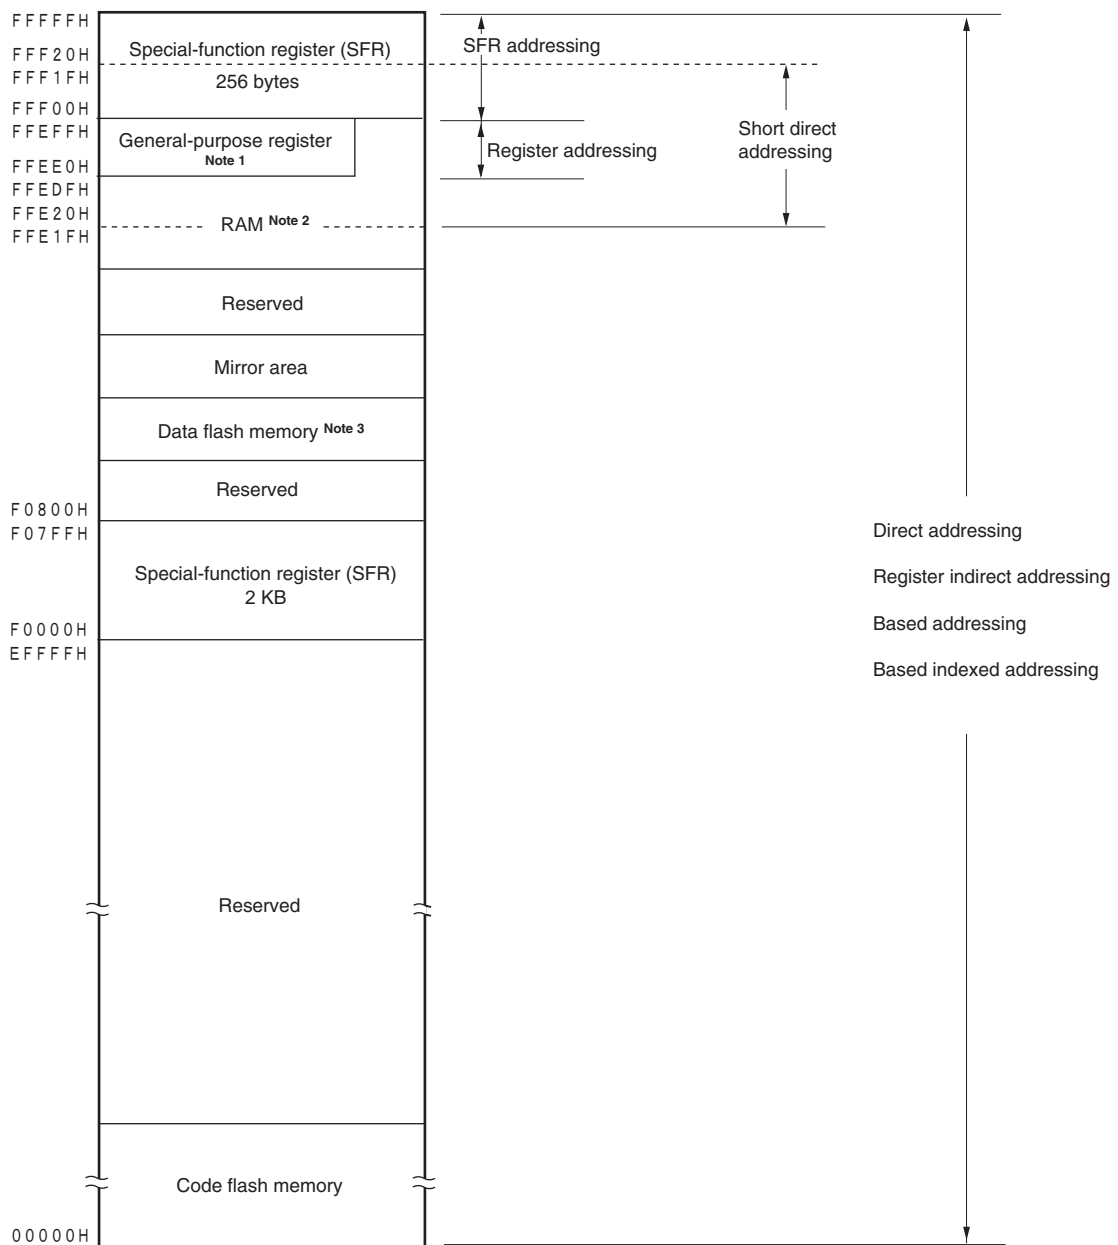 FFFFFH
SFR addressing
Special-function register (SFR)
FFF20H
FFF1FH
256 bytes
FFF00H
FFEFFH
General-purpose register
Note 1
Register addressing
Short direct
addressing
FFEE0H
FFEDFH
FFE20H
RAM Note 2
FFE1FH
Reserved
Mirror area
Data flash memory Note 3
Reserved
F0800H
F07FFH
Special-function register (SFR)
2 KB
F0000H
EFFFFH
Direct addressing
Register indirect addressing
Based addressing
Based indexed addressing
Reserved
Code flash memory
00000H